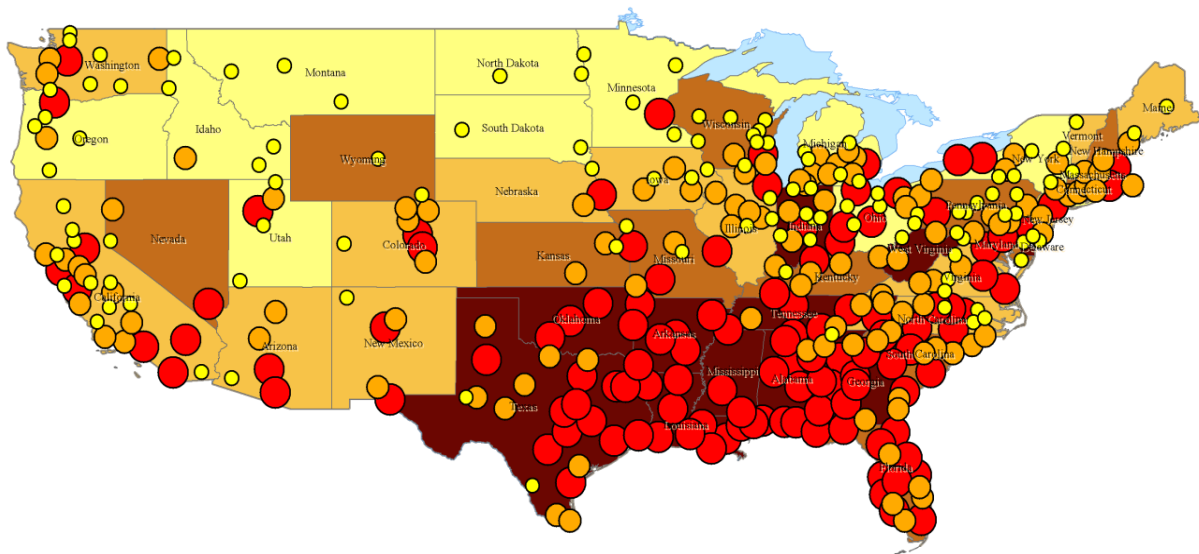 Washington
Montana
North Dakota
Minnesota
Maine
Oregon
Idaho
South Dakota
Wisconsin
Michigan
Vermont
New Hampshire
New York
Massachusetts
Connecticut
Wyoming
Nebraska
Iowa
Pennsylvania
New Jersey
Nevada
Utah
Colorado
Illinois
Indiana
Ohio
Maryland
Delaware
West Virginia
Kansas
Missouri
Kentucky
Virginia
California
Arizona
New Mexico
Oklahoma
Arkansas
Tennessee
North Carolina
South Carolina
Texas
Mississippi
Alabama
Georgia
Louisiana
Florida